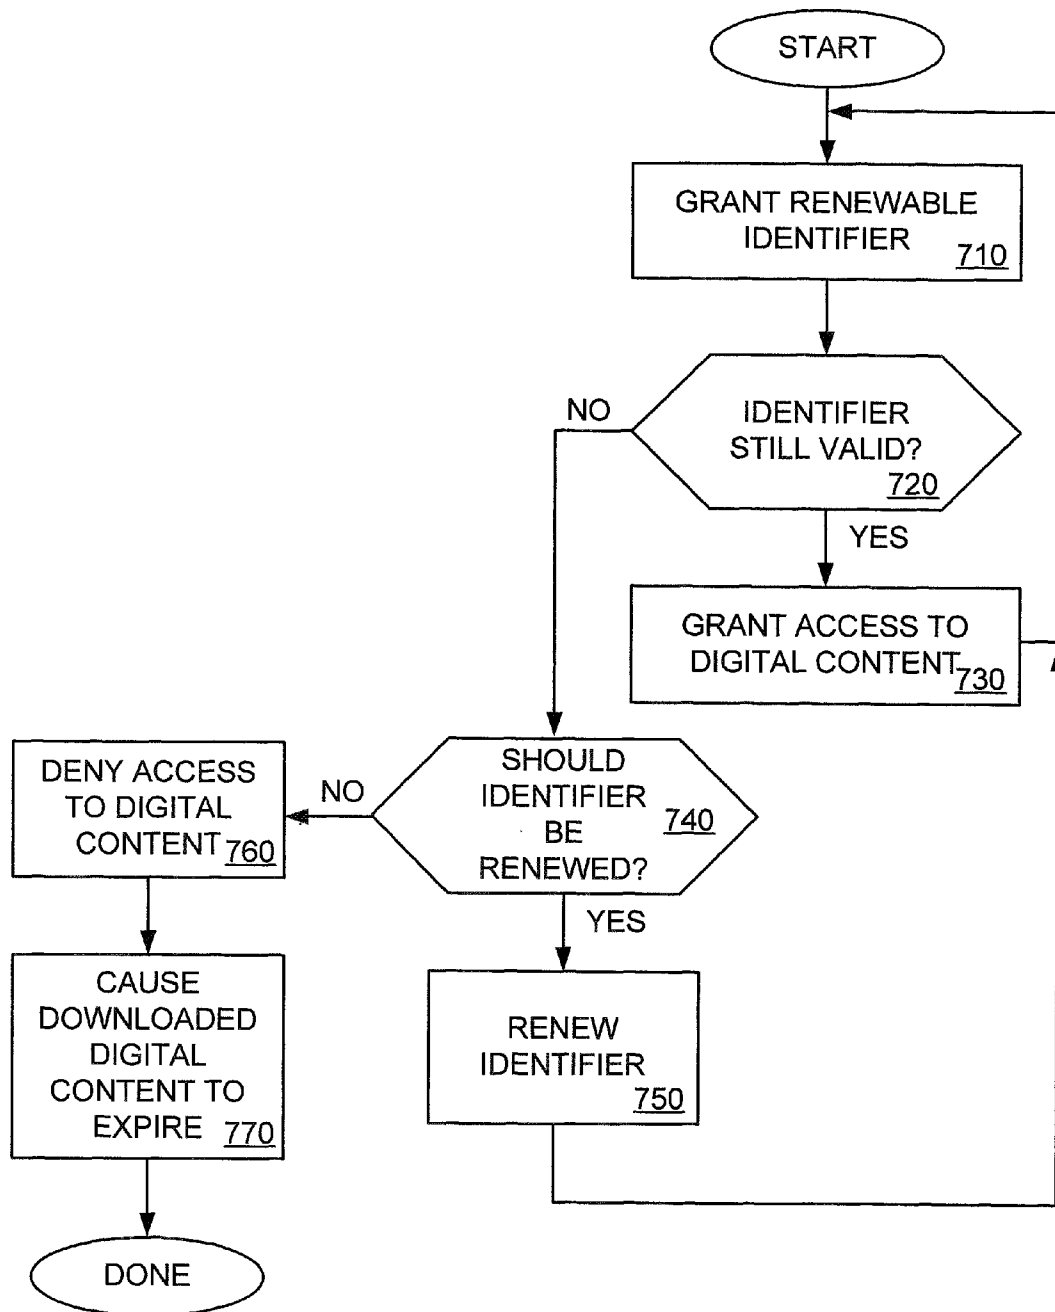 START
GRANT RENEWABLE
IDENTIFIER
710
IDENTIFIER
STILL VALID?
720
NO
YES
GRANT ACCESS TO
DIGITAL CONTENT
730
SHOULD
IDENTIFIER
BE
RENEWED?
740
NO
YES
DENY ACCESS
TO DIGITAL
CONTENT
760
RENEW
IDENTIFIER
750
CAUSE
DOWNLOADED
DIGITAL
CONTENT TO
EXPIRE
770
DONE